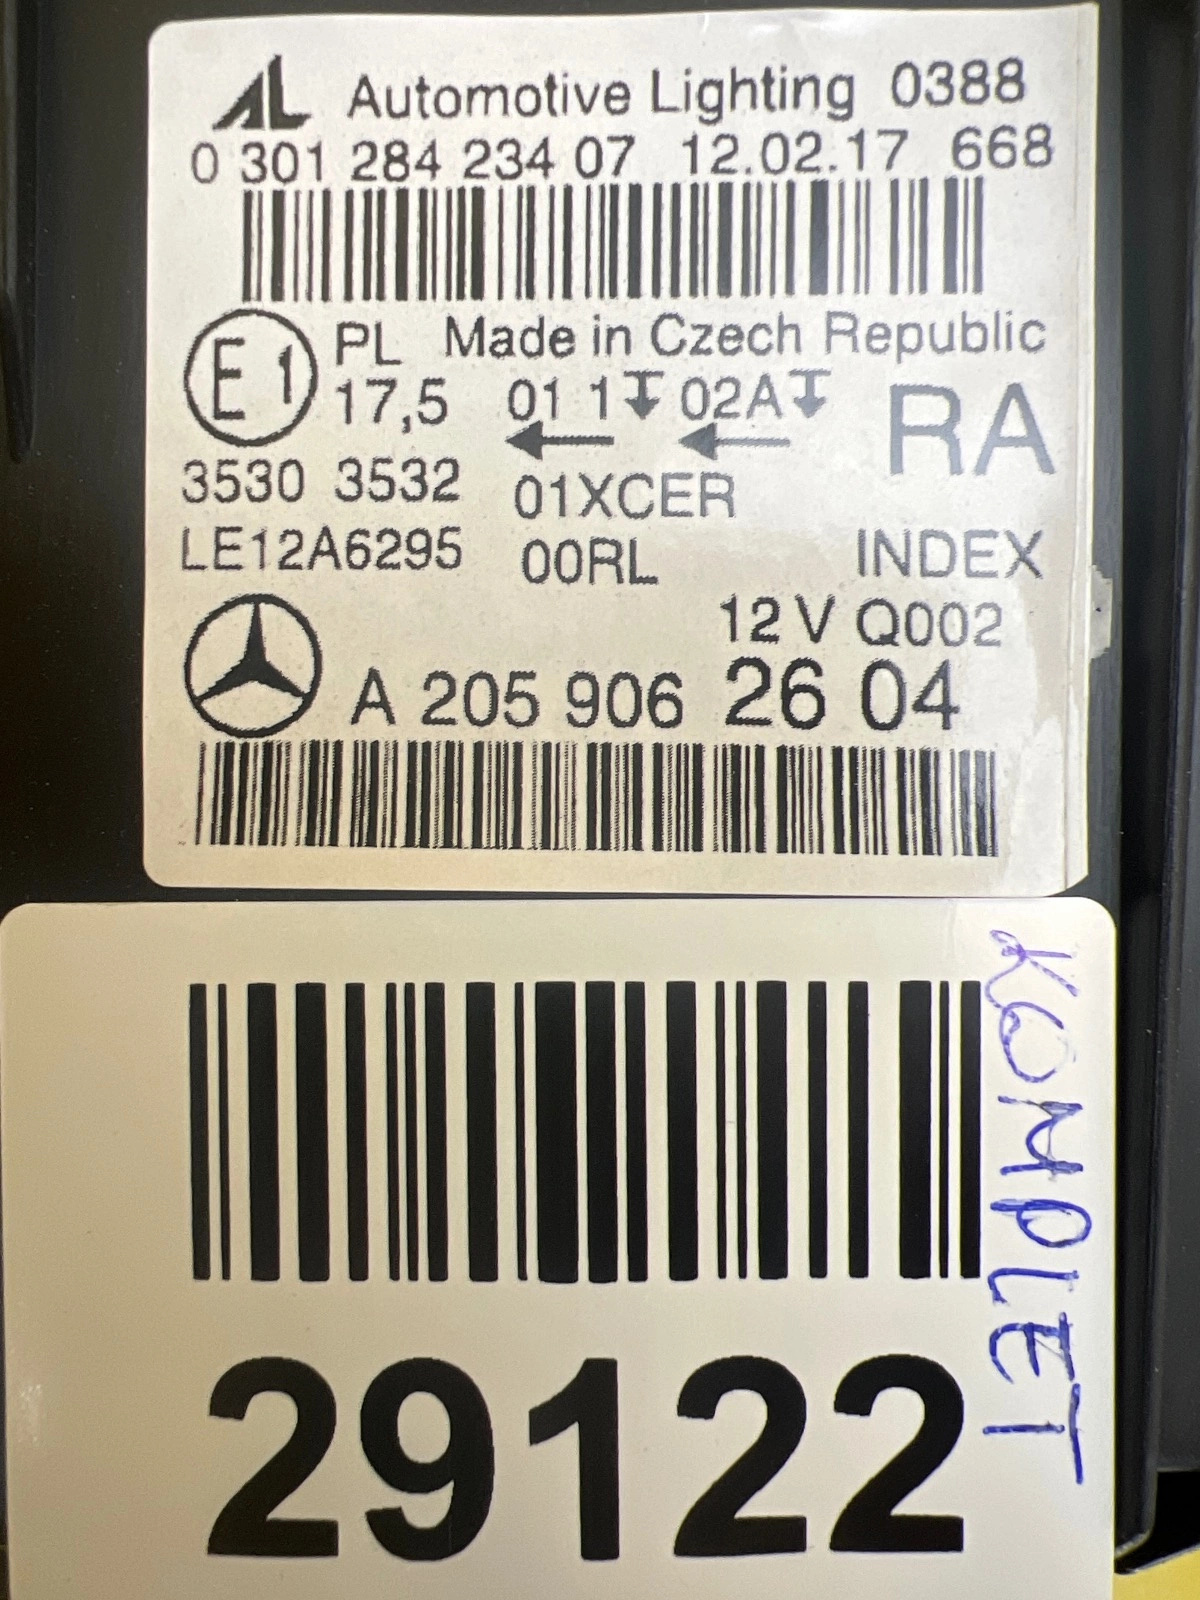 AL Automotive Lighting 0388
0 301 284 234 07 12.02.17 668
E1 PL Made in Czech Republic
17,5 01 1 02A RA
3530 3532 01XCER
LE12A6295 00RL INDEX
12 V Q002
A 205 906 26 04
KOMPLET
29122